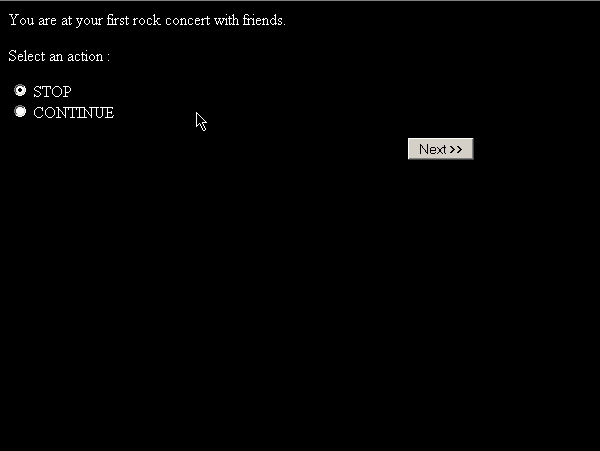 You are at your first rock concert with friends.
Select an action :
STOP
CONTINUE
Next >>